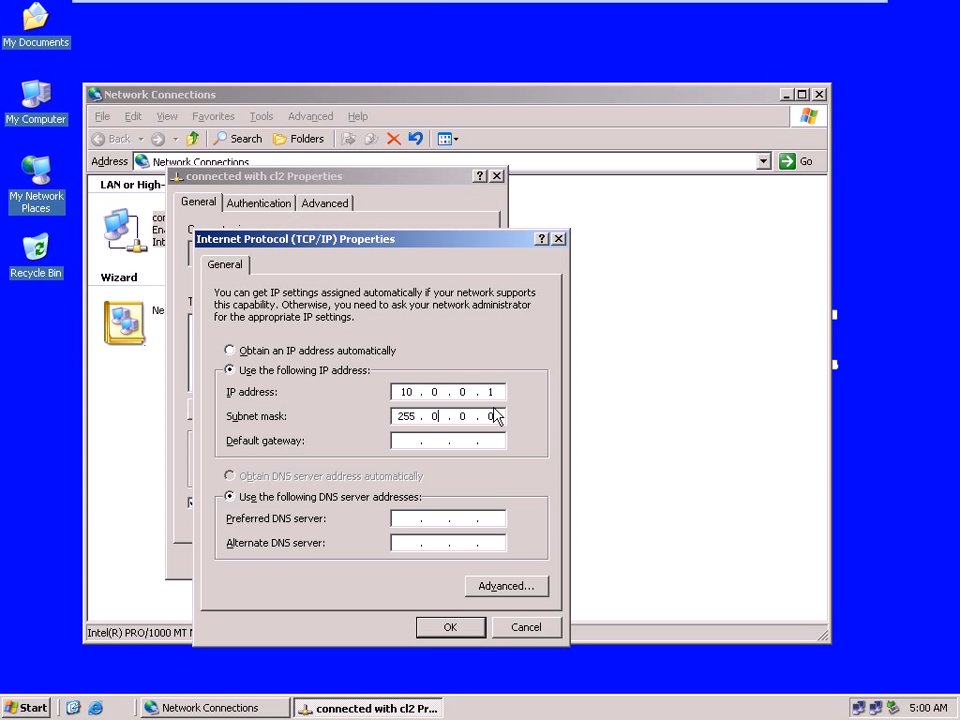 My Documents
My Computer
My Network
Places
Recycle Bin
Network Connections
File Edit View Favorites Tools Advanced Help
Back Search Folders
Address Network Connections Go
LAN or High-
connected with cl2 Properties
General Authentication Advanced
Wizard
Ne
Internet Protocol (TCP/IP) Properties
General
You can get IP settings assigned automatically if your network supports
this capability. Otherwise, you need to ask your network administrator
for the appropriate IP settings.
Obtain an IP address automatically
Use the following IP address:
IP address: 10 . 0 . 0 . 1
Subnet mask: 255 . 0 . 0 . 0
Default gateway: . . .
Obtain DNS server address automatically
Use the following DNS server addresses:
Preferred DNS server: . . .
Alternate DNS server: . . .
Advanced...
OK Cancel
Intel(R) PRO/1000 MT
Start Network Connections connected with cl2 Pr... 5:00 AM